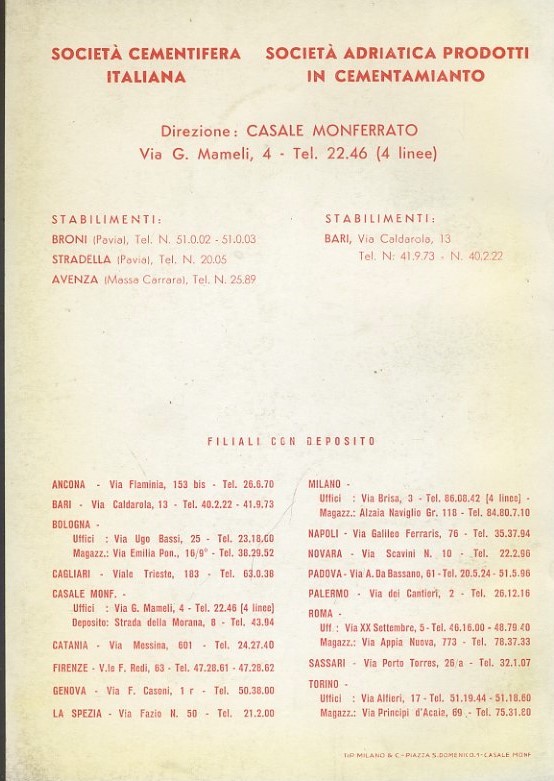 SOCIETÀ CEMENTIFERA
ITALIANA
SOCIETÀ ADRIATICA PRODOTTI
IN CEMENTAMIANTO
Direzione: CASALE MONFERRATO
Via G. Mameli, 4 - Tel. 22.46 (4 linee)
STABILIMENTI:
BRONI (Pavia), Tel. N. 51.0.02 - 51.0.03
STRADELLA (Pavia), Tel. N. 20.05
AVENZA (Massa Carrara), Tel. N. 25.89
STABILIMENTI:
BARI, Via Caldarola, 13
Tel. N: 41.9.73 - N. 40.2.22
FILIALI CON DEPOSITO
ANCONA - Via Flaminia, 153 bis - Tel. 26.6.70
BARI - Via Caldarola, 13 - Tel. 40.2.22 - 41.9.73
BOLOGNA -
Uffici : Via Ugo Bassi, 25 - Tel. 23.18.60
Magazz.: Via Emilia Pon., 16/9° - Tel. 38.29.52
CAGLIARI - Viale Trieste, 183 - Tel. 63.0.36
CASALE MONF. -
Uffici : Via G. Mameli, 4 - Tel. 22.46 (4 linee)
Deposito: Strada della Morana, 8 - Tel. 43.94
CATANIA - Via Messina, 601 - Tel. 24.27.40
FIRENZE - V.le F. Redi, 63 - Tel. 47.28.61 - 47.28.62
GENOVA - Via F. Casoni, 1 r - Tel. 50.38.00
LA SPEZIA - Via Fazio N. 50 - Tel. 21.2.00
MILANO -
Uffici : Via Brisa, 3 - Tel. 86.08.42 (4 linee) -
Magazz.: Alzaia Naviglio Gr. 118 - Tel. 84.80.7.10
NAPOLI - Via Galileo Ferraris, 76 - Tel. 35.37.94
NOVARA - Via Scavini N. 10 - Tel. 22.2.96
PADOVA - Via A. Da Bassano, 61 - Tel. 20.5.24 - 51.5.96
PALERMO - Via dei Cantieri, 2 - Tel. 26.12.16
ROMA -
Uff.: Via XX Settembre, 5 - Tel. 46.16.00 - 48.79.40
Magazz.: Via Appia Nuova, 773 - Tel. 78.37.33
SASSARI - Via Porto Torres, 26/a - Tel. 32.1.07
TORINO -
Uffici : Via Alfieri, 17 - Tel. 51.19.44 - 51.18.60
Magazz.: Via Principi d'Acaia, 69 - Tel. 75.31.80
TIP. MILANO & C. - PIAZZA S. DOMENICO, 1 - CASALE MONF.